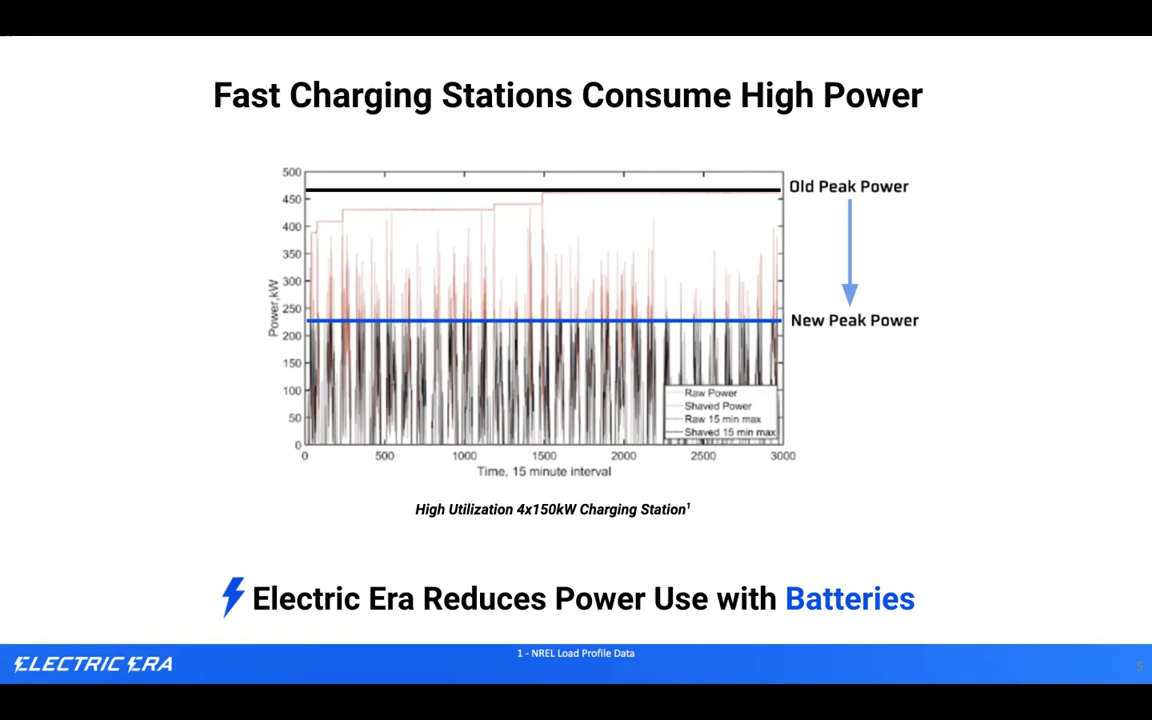 Fast Charging Stations Consume High Power
500
450
400
350
300
250
200
150
100
50
0
Power,kW
Old Peak Power
New Peak Power
Raw Power
Shaved Power
Raw 15 min max
Shaved 15 min max
0 500 1000 1500 2000 2500 3000
Time, 15 minute interval
High Utilization 4x150kW Charging Station¹
Electric Era Reduces Power Use with Batteries
1 - NREL Load Profile Data
ELECTRIC ERA
5